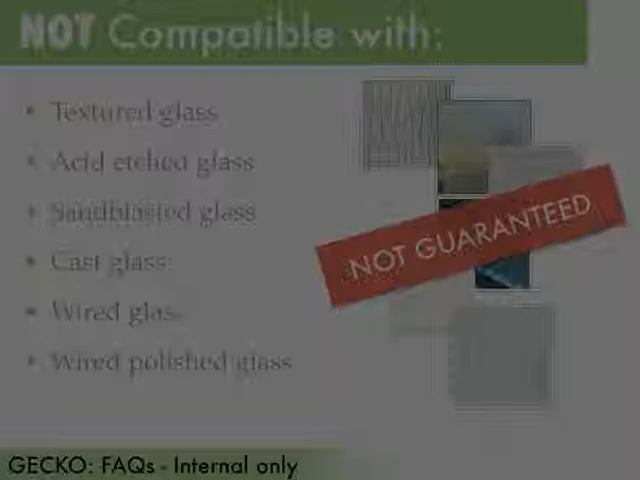 NOT Compatible with:
• Textured glass
• Acid etched glass
• Sandblasted glass
• Cast glass
• Wired glass
• Wired polished glass
NOT GUARANTEED
GECKO: FAQs - Internal only